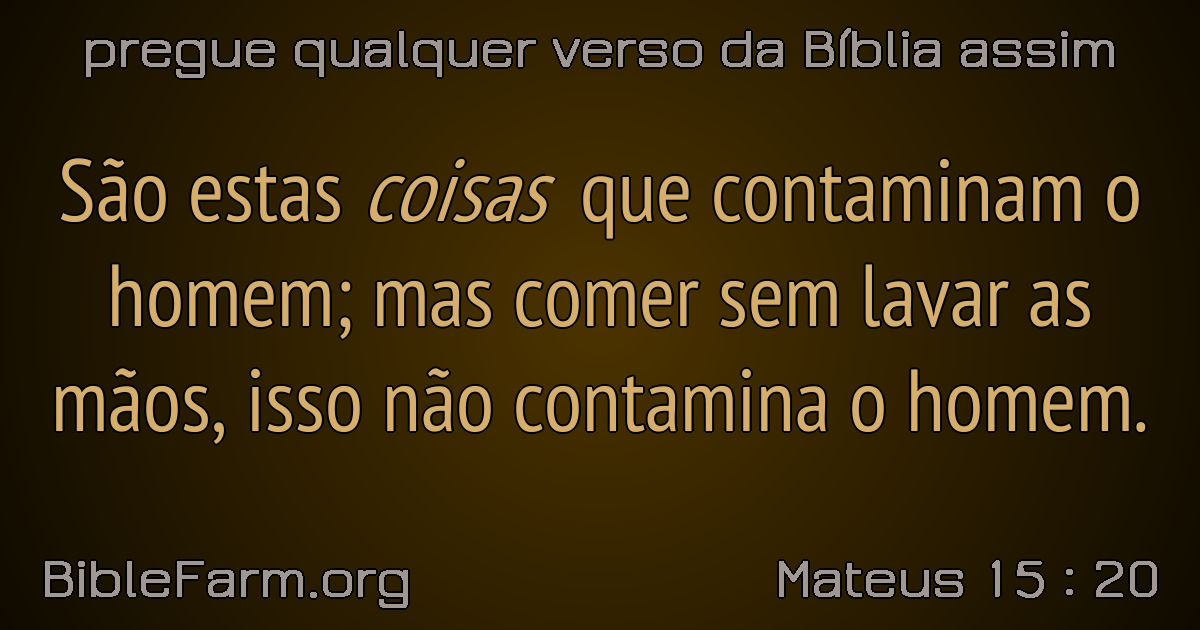 pregue qualquer verso da Bíblia assim
São estas coisas que contaminam o
homem; mas comer sem lavar as
mãos, isso não contamina o homem.
BibleFarm.org
Mateus 15 : 20